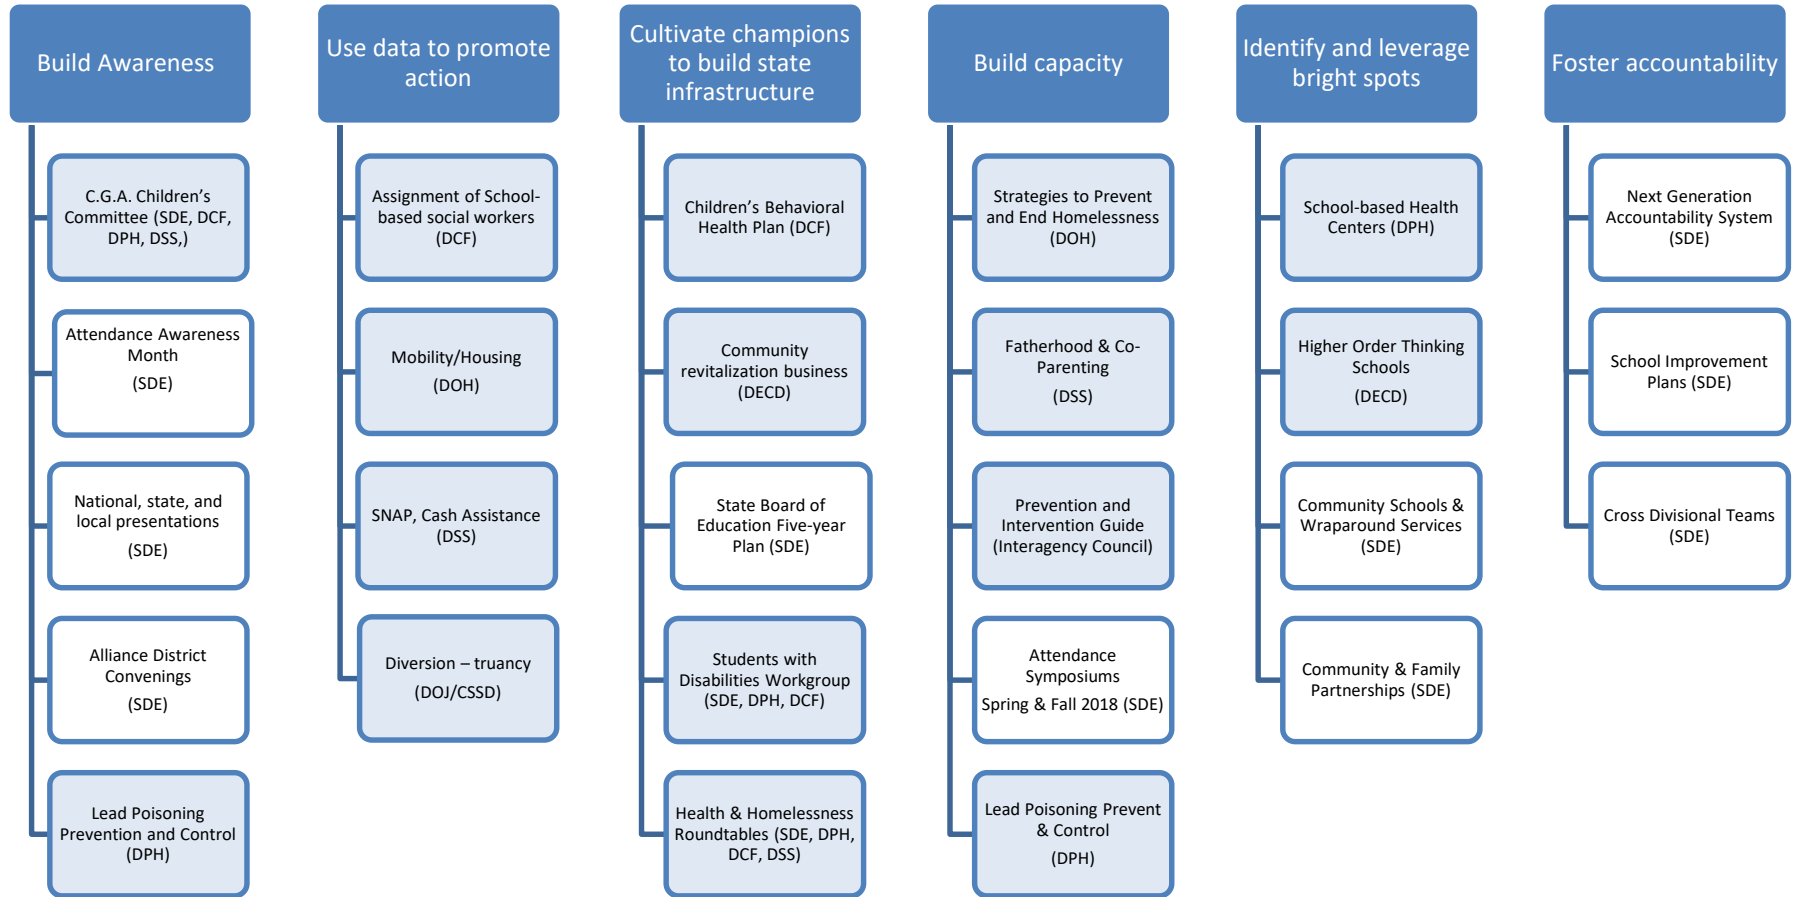 Build Awareness
C.G.A. Children's
Committee (SDE, DCF,
DPH, DSS,)
Attendance Awareness
Month
(SDE)
National, state, and
local presentations
(SDE)
Alliance District
Convenings
(SDE)
Lead Poisoning
Prevention and Control
(DPH)
Use data to promote
action
Assignment of School-
based social workers
(DCF)
Mobility/Housing
(DOH)
SNAP, Cash Assistance
(DSS)
Diversion – truancy
(DOJ/CSSD)
Cultivate champions
to build state
infrastructure
Children's Behavioral
Health Plan (DCF)
Community
revitalization business
(DECD)
State Board of
Education Five-year
Plan (SDE)
Students with
Disabilities Workgroup
(SDE, DPH, DCF)
Health & Homelessness
Roundtables (SDE, DPH,
DCF, DSS)
Build capacity
Strategies to Prevent
and End Homelessness
(DOH)
Fatherhood & Co-
Parenting
(DSS)
Prevention and
Intervention Guide
(Interagency Council)
Attendance
Symposiums
Spring & Fall 2018 (SDE)
Lead Poisoning Prevent
& Control
(DPH)
Identify and leverage
bright spots
School-based Health
Centers (DPH)
Higher Order Thinking
Schools
(DECD)
Community Schools &
Wraparound Services
(SDE)
Community & Family
Partnerships (SDE)
Foster accountability
Next Generation
Accountability System
(SDE)
School Improvement
Plans (SDE)
Cross Divisional Teams
(SDE)